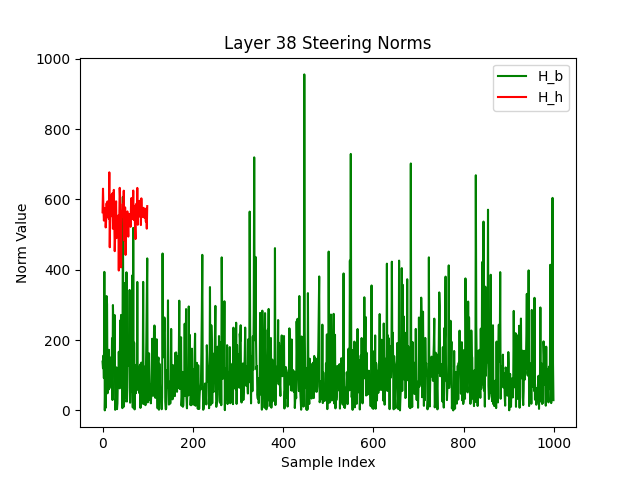 Layer 38 Steering Norms
H_b
H_h
Norm Value
1000
800
600
400
200
0
0 200 400 600 800 1000
Sample Index